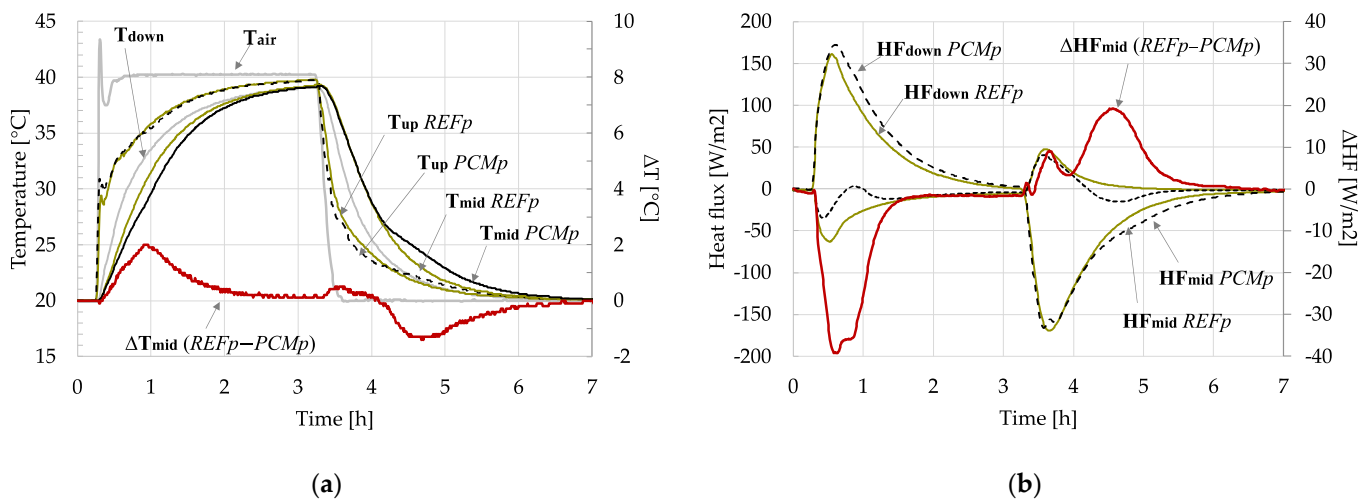 45
40
35
30
25
20
15
Temperature [°C]
10
8
6
4
2
0
-2
ΔT [°C]
0 1 2 3 4 5 6 7
Time [h]
Tdown
Tair
Tup REFp
Tup PCMp
Tmid REFp
Tmid PCMp
ΔTmid (REFp−PCMp)
(a)
200
150
100
50
0
-50
-100
-150
-200
Heat flux [W/m2]
40
30
20
10
0
-10
-20
-30
-40
ΔHF [W/m2]
0 1 2 3 4 5 6 7
Time [h]
HFdown PCMp
ΔHFmid (REFp–PCMp)
HFdown REFp
HFmid PCMp
HFmid REFp
(b)